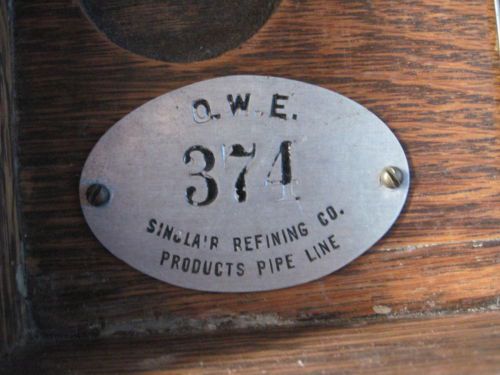 O.W.E.
374
SINCLAIR REFINING CO.
PRODUCTS PIPE LINE